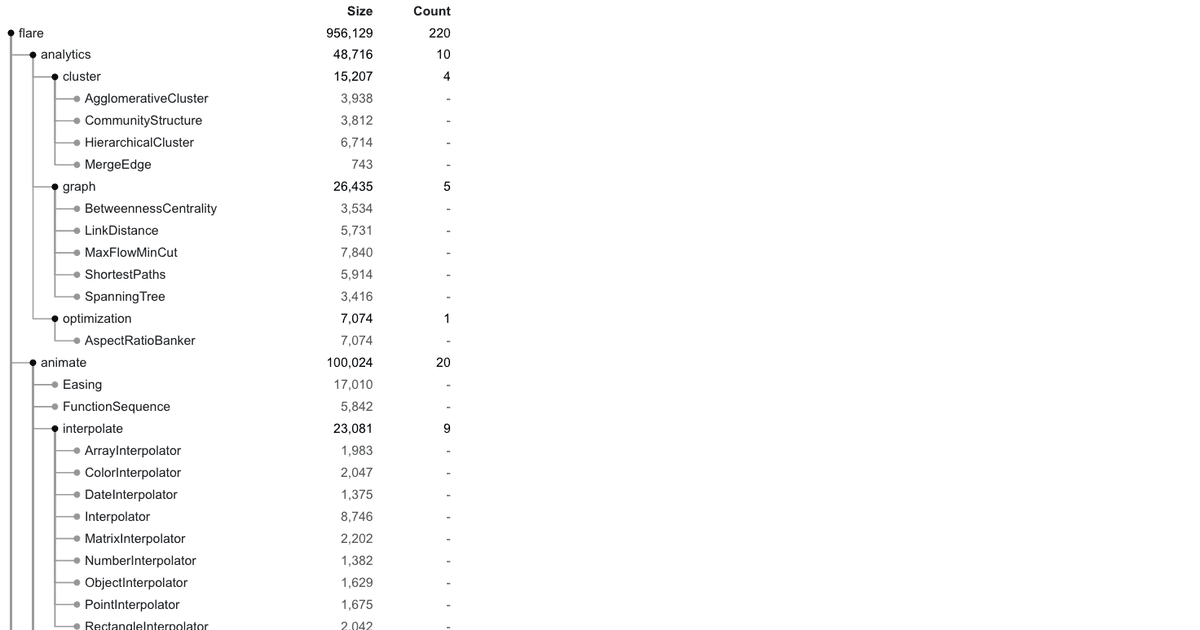 Size Count
flare 956,129 220
analytics 48,716 10
cluster 15,207 4
AgglomerativeCluster 3,938 -
CommunityStructure 3,812 -
HierarchicalCluster 6,714 -
MergeEdge 743 -
graph 26,435 5
BetweennessCentrality 3,534 -
LinkDistance 5,731 -
MaxFlowMinCut 7,840 -
ShortestPaths 5,914 -
SpanningTree 3,416 -
optimization 7,074 1
AspectRatioBanker 7,074 -
animate 100,024 20
Easing 17,010 -
FunctionSequence 5,842 -
interpolate 23,081 9
ArrayInterpolator 1,983 -
ColorInterpolator 2,047 -
DateInterpolator 1,375 -
Interpolator 8,746 -
MatrixInterpolator 2,202 -
NumberInterpolator 1,382 -
ObjectInterpolator 1,629 -
PointInterpolator 1,675 -
RectangleInterpolator 2,042 -